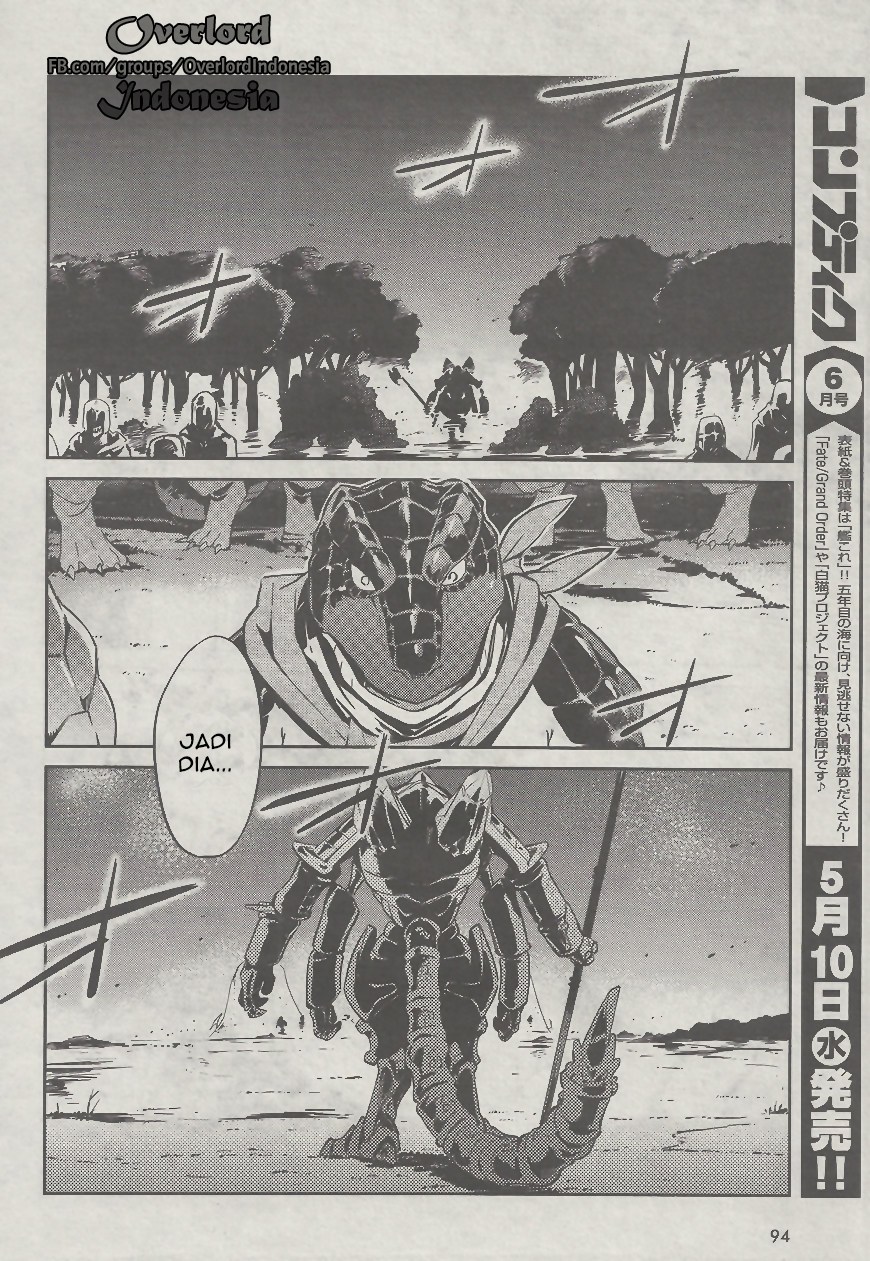 Overlord
FB.com/groups/OverlordIndonesia
Indonesia
JADI
DIA...
コンプティク
6
月号
表紙&巻頭特集は「艦これ」!! 五年目の海に向け、見逃せない情報が盛りだくさん!
「Fate/Grand Order」や「白猫プロジェクト」の最新情報もお届けです♪
5月10日㊌発売!!
94